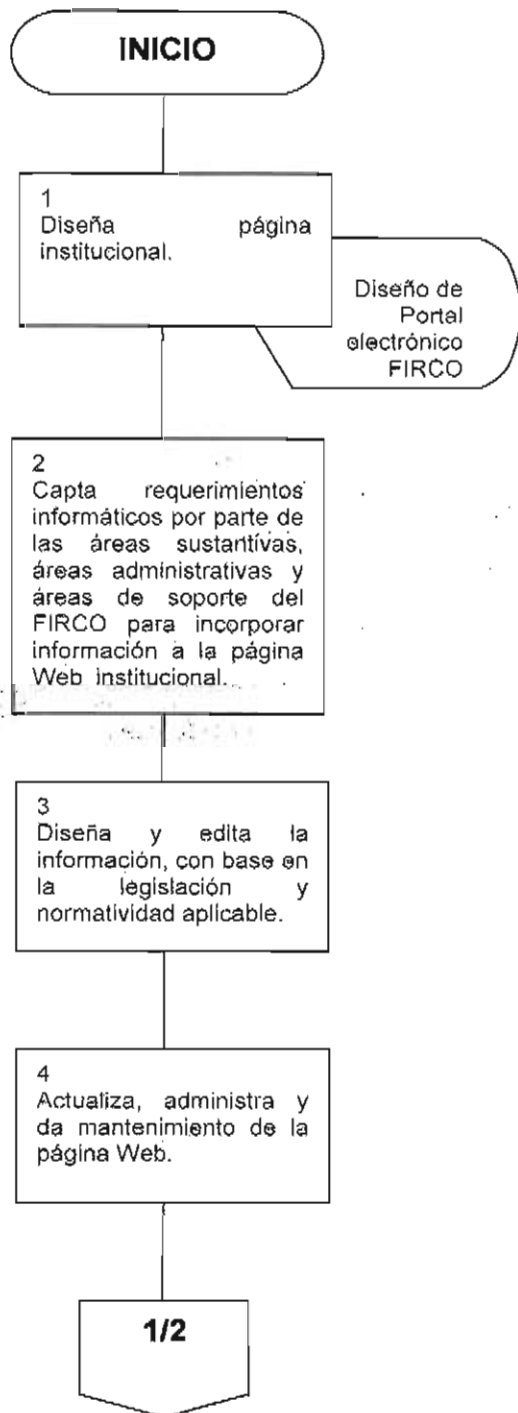 INICIO
1
Diseña página
institucional.
Diseño de
Portal
electrónico
FIRCO
2
Capta requerimientos
informáticos por parte de
las áreas sustantívas,
áreas administrativas y
áreas de soporte del
FIRCO para incorporar
información a la página
Web institucional.
3
Diseña y edita la
información, con base en
la legislación y
normatividad aplicable.
4
Actualiza, administra y
da mantenimiento de la
página Web.
1/2